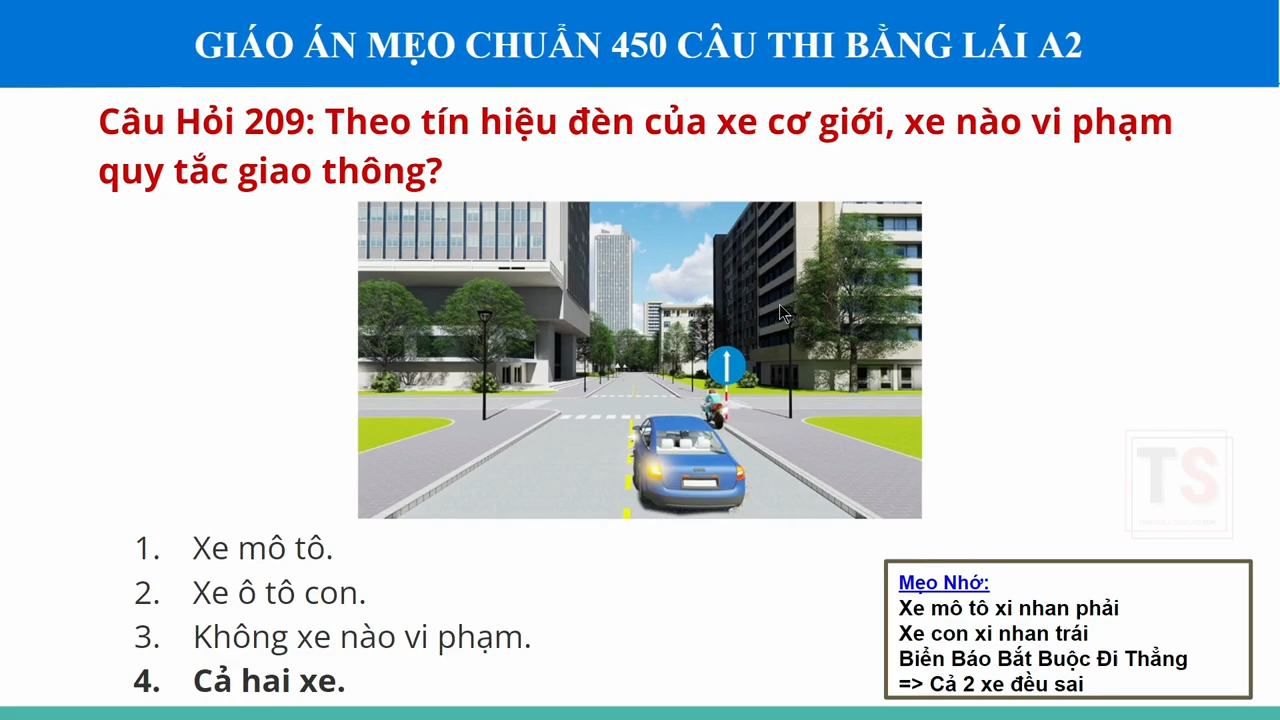 GIÁO ÁN MẸO CHUẨN 450 CÂU THI BẰNG LÁI A2
Câu Hỏi 209: Theo tín hiệu đèn của xe cơ giới, xe nào vi phạm
quy tắc giao thông?
1. Xe mô tô.
2. Xe ô tô con.
3. Không xe nào vi phạm.
4. Cả hai xe.
TS
Mẹo Nhớ:
Xe mô tô xi nhan phải
Xe con xi nhan trái
Biển Báo Bắt Buộc Đi Thẳng
=> Cả 2 xe đều sai